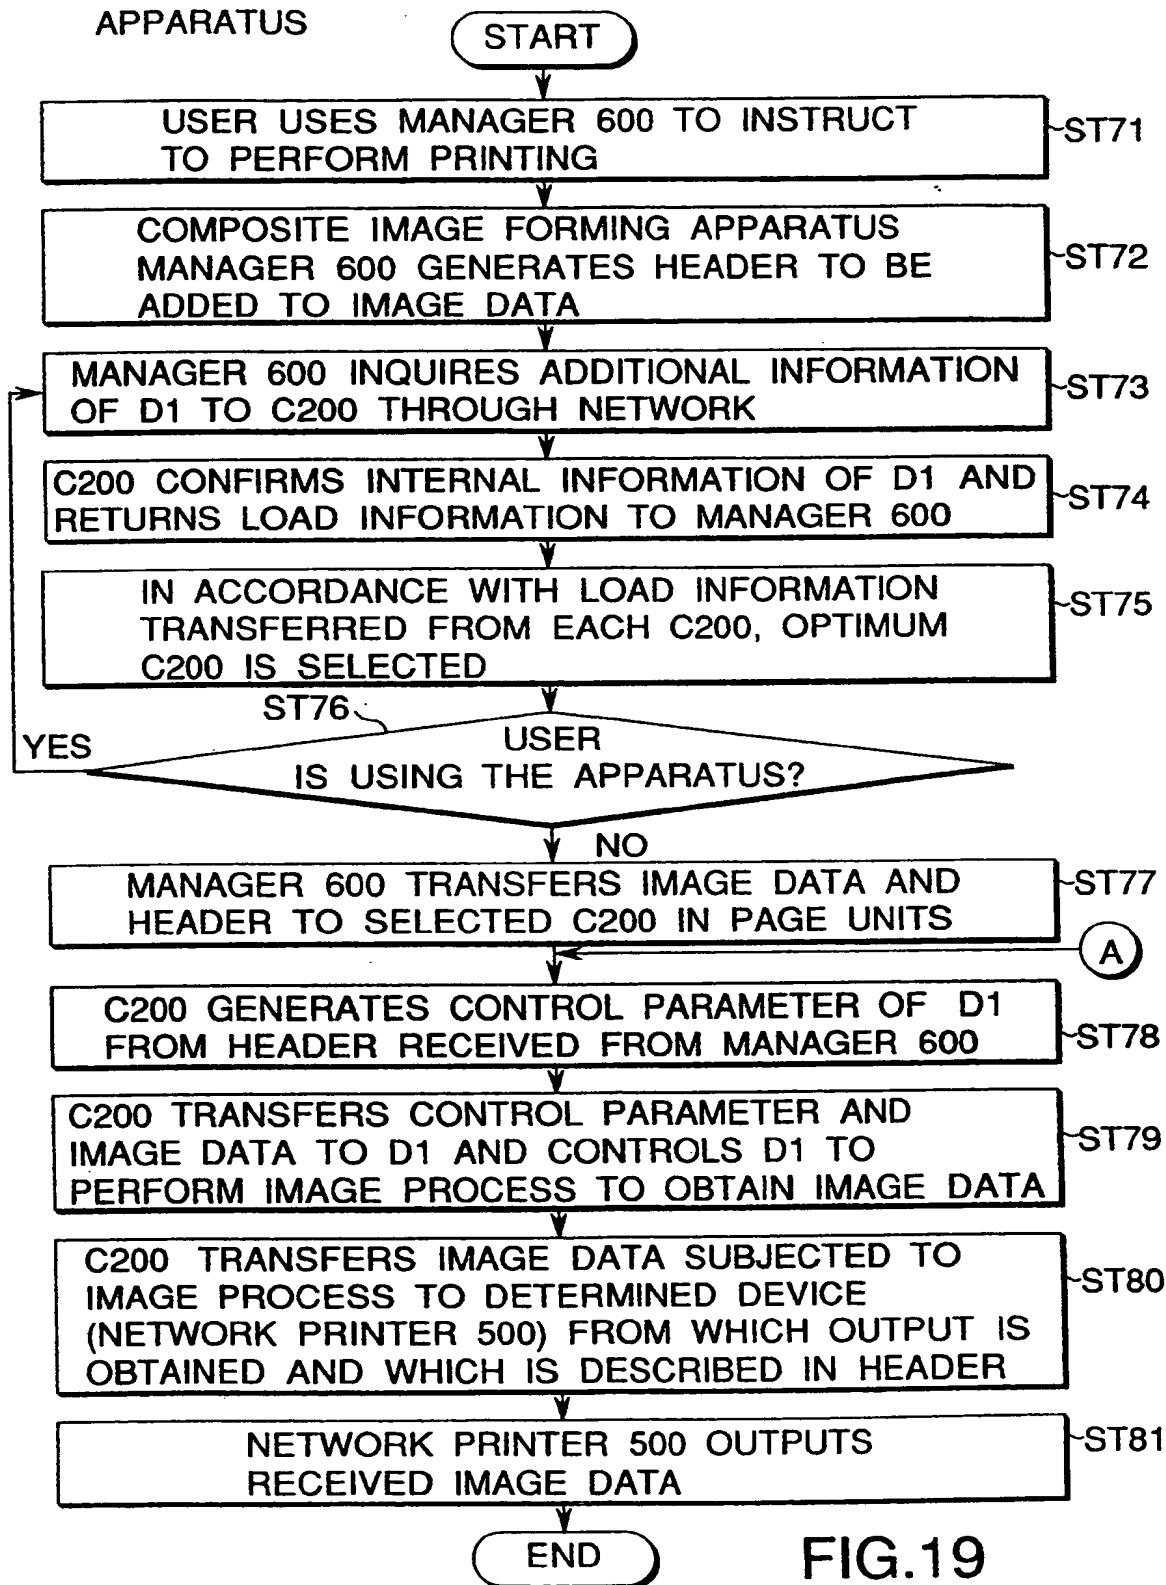 APPARATUS
START
USER USES MANAGER 600 TO INSTRUCT
TO PERFORM PRINTING
ST71
COMPOSITE IMAGE FORMING APPARATUS
MANAGER 600 GENERATES HEADER TO BE
ADDED TO IMAGE DATA
ST72
MANAGER 600 INQUIRES ADDITIONAL INFORMATION
OF D1 TO C200 THROUGH NETWORK
ST73
C200 CONFIRMS INTERNAL INFORMATION OF D1 AND
RETURNS LOAD INFORMATION TO MANAGER 600
ST74
IN ACCORDANCE WITH LOAD INFORMATION
TRANSFERRED FROM EACH C200, OPTIMUM
C200 IS SELECTED
ST75
ST76
YES
USER
IS USING THE APPARATUS?
NO
MANAGER 600 TRANSFERS IMAGE DATA AND
HEADER TO SELECTED C200 IN PAGE UNITS
ST77
A
C200 GENERATES CONTROL PARAMETER OF D1
FROM HEADER RECEIVED FROM MANAGER 600
ST78
C200 TRANSFERS CONTROL PARAMETER AND
IMAGE DATA TO D1 AND CONTROLS D1 TO
PERFORM IMAGE PROCESS TO OBTAIN IMAGE DATA
ST79
C200 TRANSFERS IMAGE DATA SUBJECTED TO
IMAGE PROCESS TO DETERMINED DEVICE
(NETWORK PRINTER 500) FROM WHICH OUTPUT IS
OBTAINED AND WHICH IS DESCRIBED IN HEADER
ST80
NETWORK PRINTER 500 OUTPUTS
RECEIVED IMAGE DATA
ST81
END
FIG.19